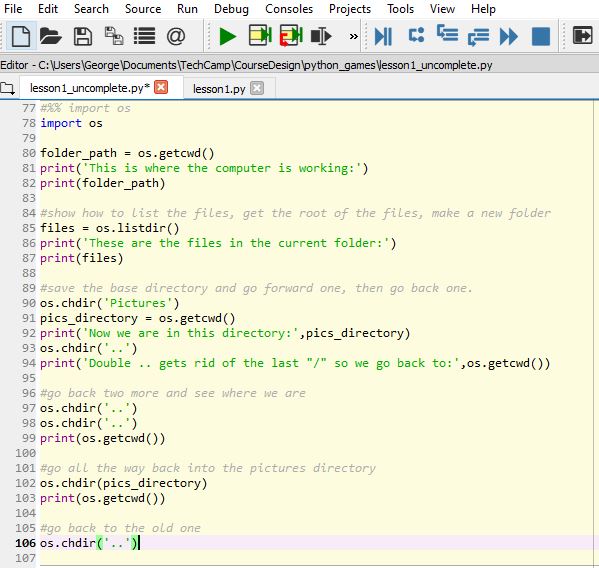 File Edit Search Source Run Debug Consoles Projects Tools View Help
Editor - C:\Users\George\Documents\TechCamp\CourseDesign\python_games\lesson1_uncomplete.py
lesson1_uncomplete.py* lesson1.py
77 #%% import os
78 import os
79
80 folder_path = os.getcwd()
81 print('This is where the computer is working:')
82 print(folder_path)
83
84 #show how to list the files, get the root of the files, make a new folder
85 files = os.listdir()
86 print('These are the files in the current folder:')
87 print(files)
88
89 #save the base directory and go forward one, then go back one.
90 os.chdir('Pictures')
91 pics_directory = os.getcwd()
92 print('Now we are in this directory:',pics_directory)
93 os.chdir('..')
94 print('Double .. gets rid of the last "/" so we go back to:',os.getcwd())
95
96 #go back two more and see where we are
97 os.chdir('..')
98 os.chdir('..')
99 print(os.getcwd())
100
101 #go all the way back into the pictures directory
102 os.chdir(pics_directory)
103 print(os.getcwd())
104
105 #go back to the old one
106 os.chdir('..')
107